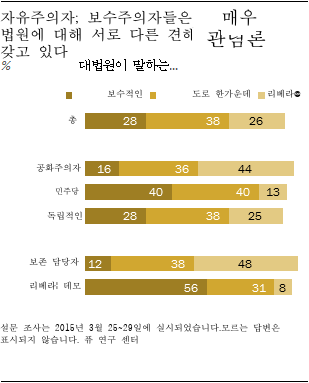 자유주의자; 보수주의자들은 매우
법원에 대해 서로 다른 견해 관념론
갖고 있다
%
대법원이 말하는...
보수적인 도로 한가운데 리베라
총 28 38 26
공화주의자 16 36 44
민주당 40 40 13
독립적인 28 38 25
보존 담당자 12 38 48
리베라; 데모 56 31 8
설문 조사는 2015년 3월 25~29일에 실시되었습니다.모르는 답변은
표시되지 않습니다. 퓨 연구 센터